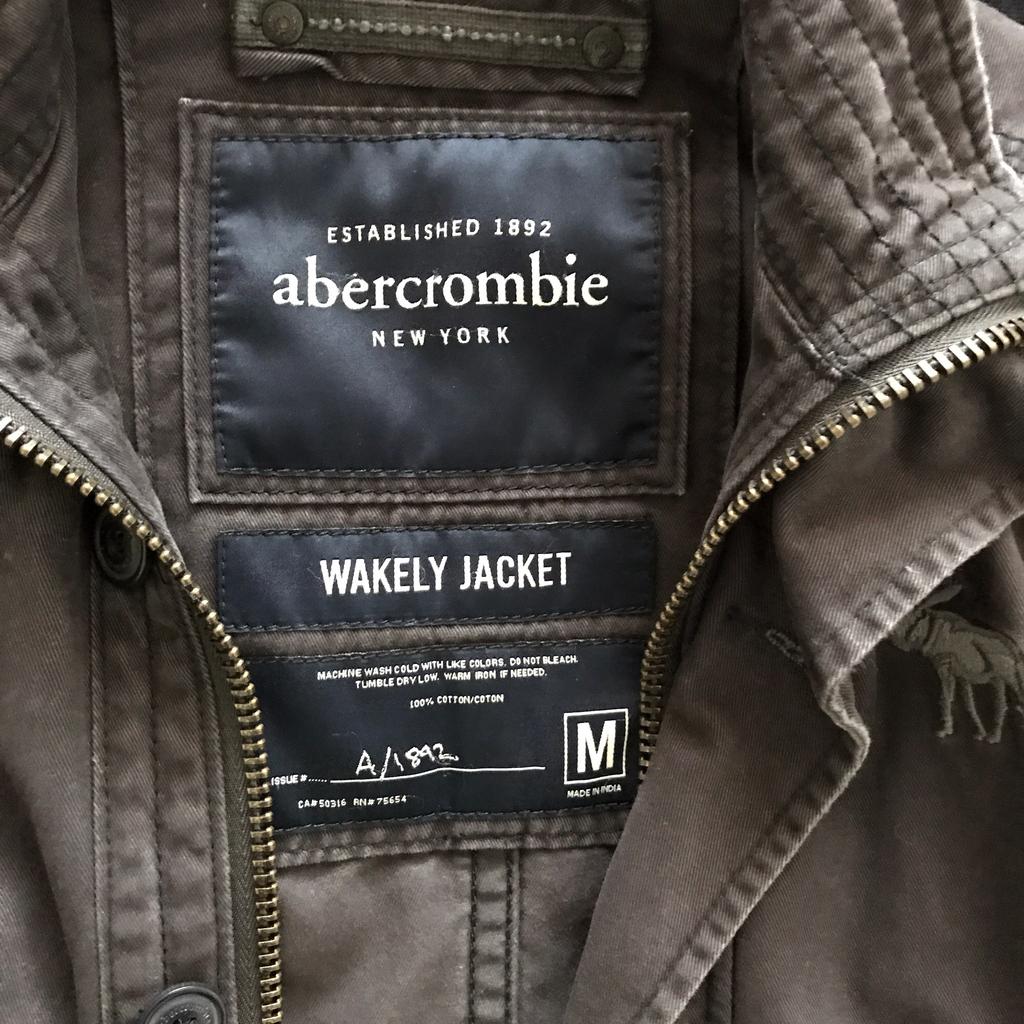 ESTABLISHED 1892
abercrombie
NEW YORK
WAKELY JACKET
MACHINE WASH COLD WITH LIKE COLORS. DO NOT BLEACH.
TUMBLE DRY LOW. WARM IRON IF NEEDED.
100% COTTON/COTON
ISSUE #...... A/1892
M
MADE IN INDIA
CA# 50316 RN# 75654